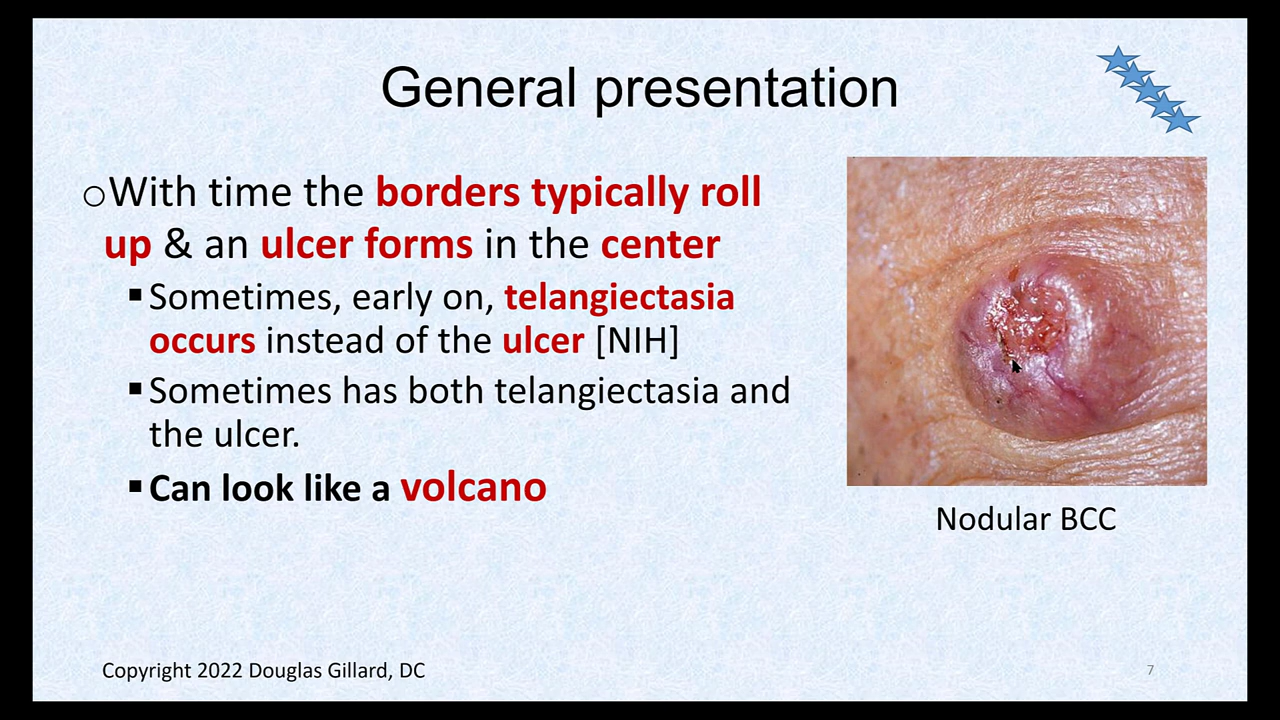 General presentation
oWith time the borders typically roll
up & an ulcer forms in the center
▪Sometimes, early on, telangiectasia
occurs instead of the ulcer [NIH]
▪Sometimes has both telangiectasia and
the ulcer.
▪Can look like a volcano
Nodular BCC
Copyright 2022 Douglas Gillard, DC
7